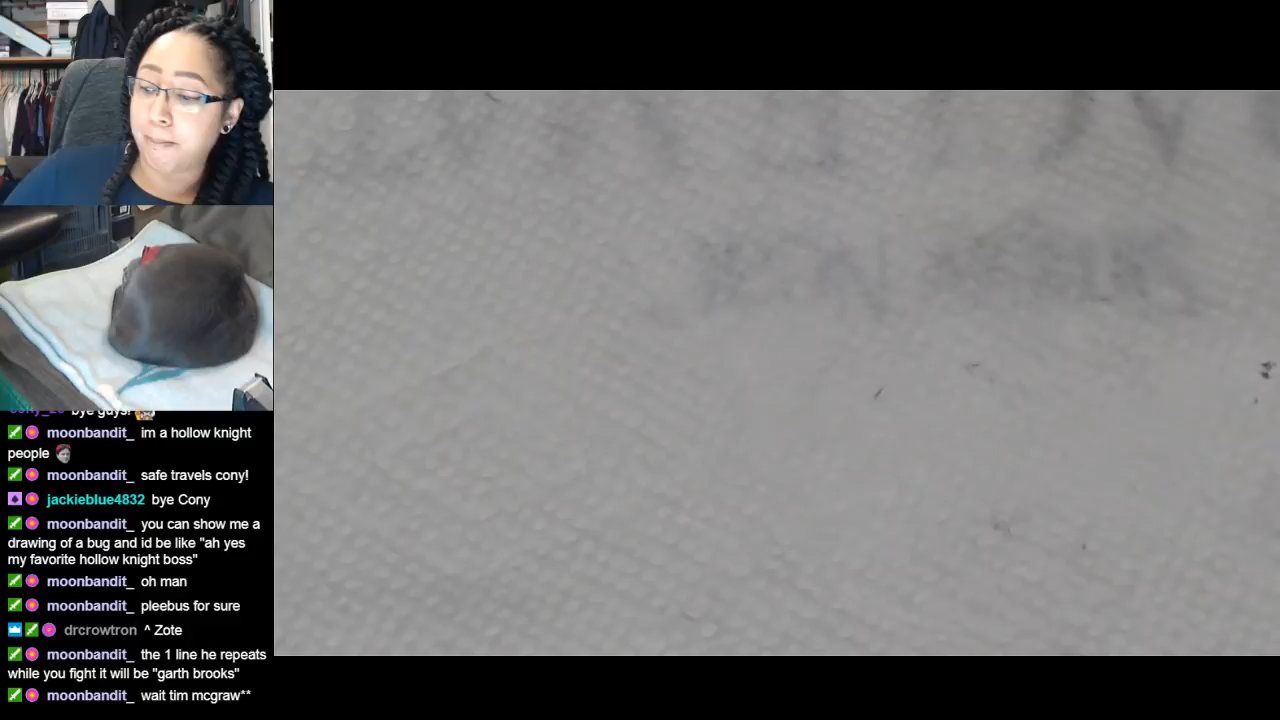 bye guys!
moonbandit_ im a hollow knight
people
moonbandit_ safe travels cony!
jackieblue4832 bye Cony
moonbandit_ you can show me a
drawing of a bug and id be like "ah yes
my favorite hollow knight boss"
moonbandit_ oh man
moonbandit_ pleebus for sure
drcrowtron ^ Zote
moonbandit_ the 1 line he repeats
while you fight it will be "garth brooks"
moonbandit_ wait tim mcgraw**